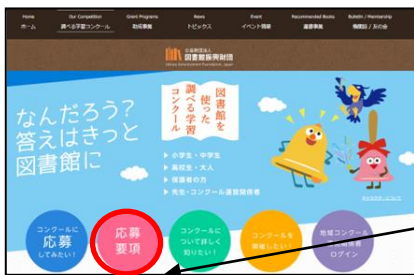 Home
Our Competition
Grant Programs
News
Event
Recommended Books
Bulletin / Membership
ホーム
調べる学習コンクール
助成事業
トピックス
イベント情報
選書事業
機関誌 / 友の会
公益財団法人
図書館振興財団
図書館を
使った
調べる学習
コンクール
なんだろう?
答えはきっと
図書館に
▶ 小学生・中学生
▶ 高校生・大人
▶ 保護者の方
▶ 先生・コンクール運営関係者
コンクールに
応募
してみたい!
応募
要項
コンクールに
ついて詳しく
知りたい!
コンクールを
開催したい!
地域コンクール
ログイン